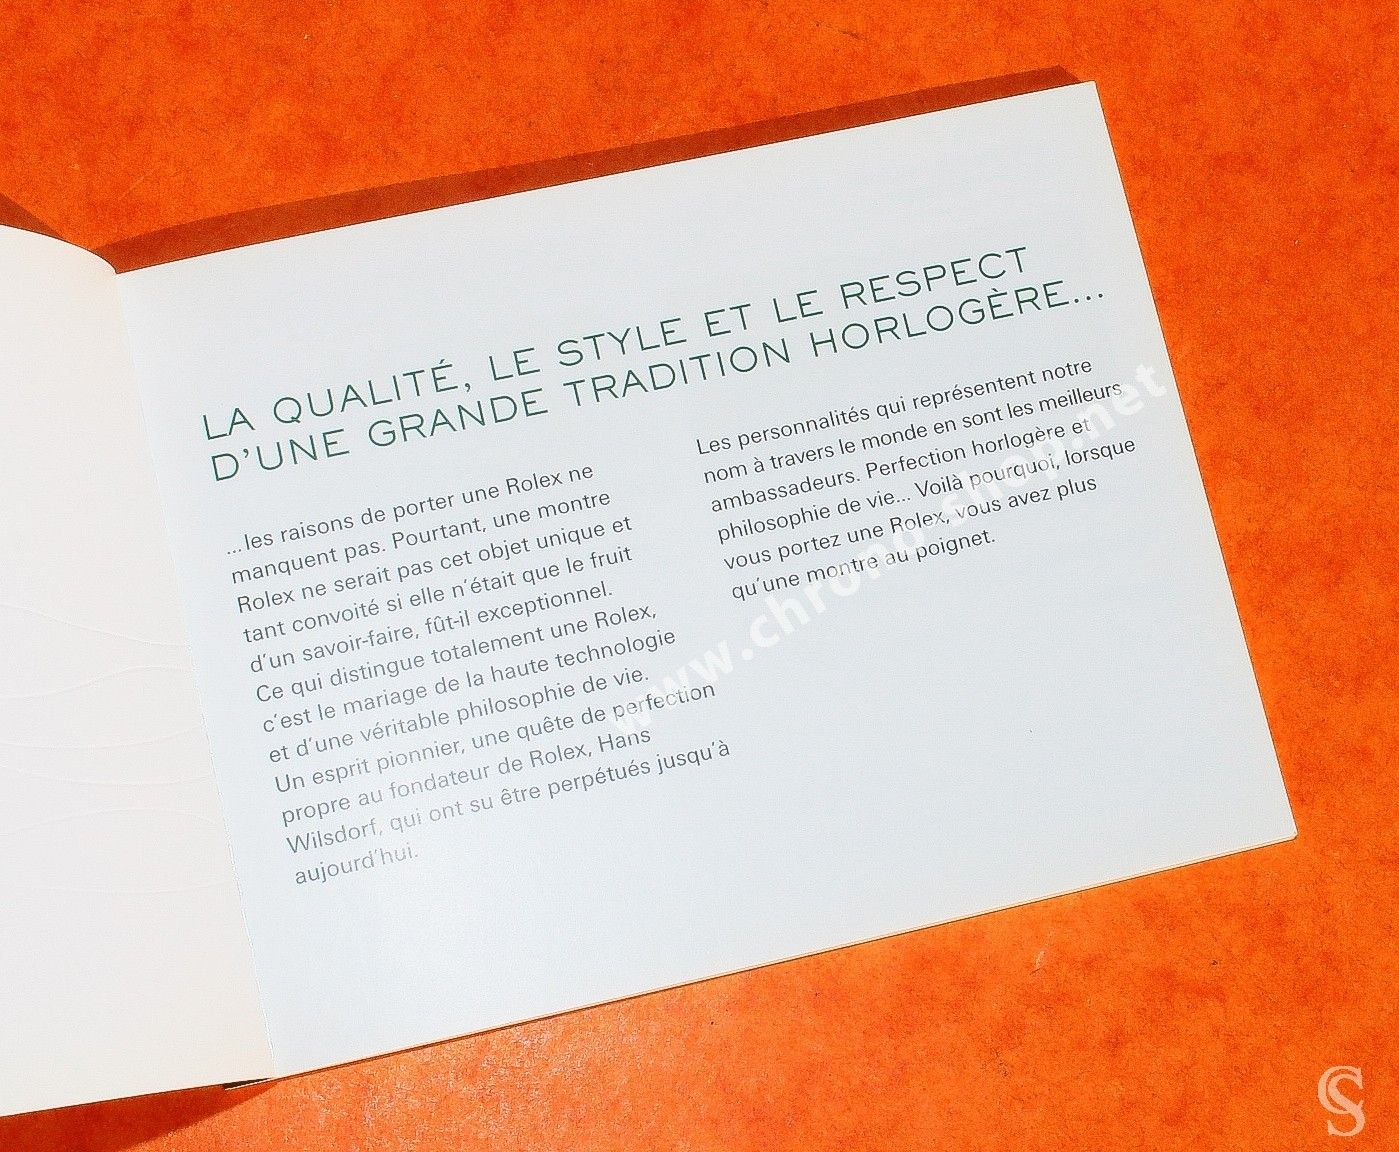 LA QUALITÉ, LE STYLE ET LE RESPECT
D'UNE GRANDE TRADITION HORLOGÈRE...
...les raisons de porter une Rolex ne
manquent pas. Pourtant, une montre
Rolex ne serait pas cet objet unique et
tant convoité si elle n'était que le fruit
d'un savoir-faire, fût-il exceptionnel.
Ce qui distingue totalement une Rolex,
c'est le mariage de la haute technologie
et d'une véritable philosophie de vie.
Un esprit pionnier, une quête de perfection
propre au fondateur de Rolex, Hans
Wilsdorf, qui ont su être perpétués jusqu'à
aujourd'hui.
Les personnalités qui représentent notre
nom à travers le monde en sont les meilleurs
ambassadeurs. Perfection horlogère et
philosophie de vie... Voilà pourquoi, lorsque
vous portez une Rolex, vous avez plus
qu'une montre au poignet.
www.chrono-shop.net
CS